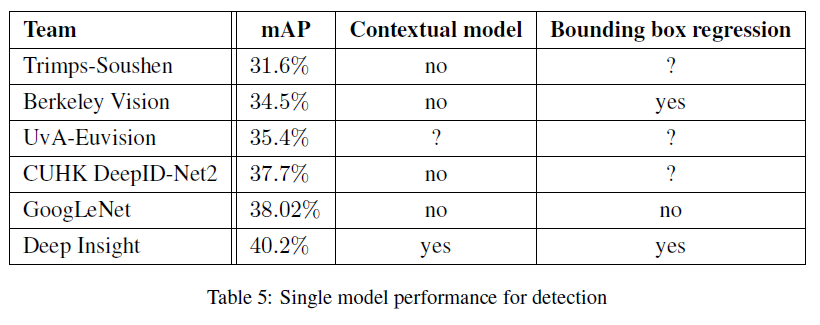 Team mAP Contextual model Bounding box regression
Trimps-Soushen 31.6% no ?
Berkeley Vision 34.5% no yes
UvA-Euvision 35.4% ? ?
CUHK DeepID-Net2 37.7% no ?
GoogLeNet 38.02% no no
Deep Insight 40.2% yes yes
Table 5: Single model performance for detection